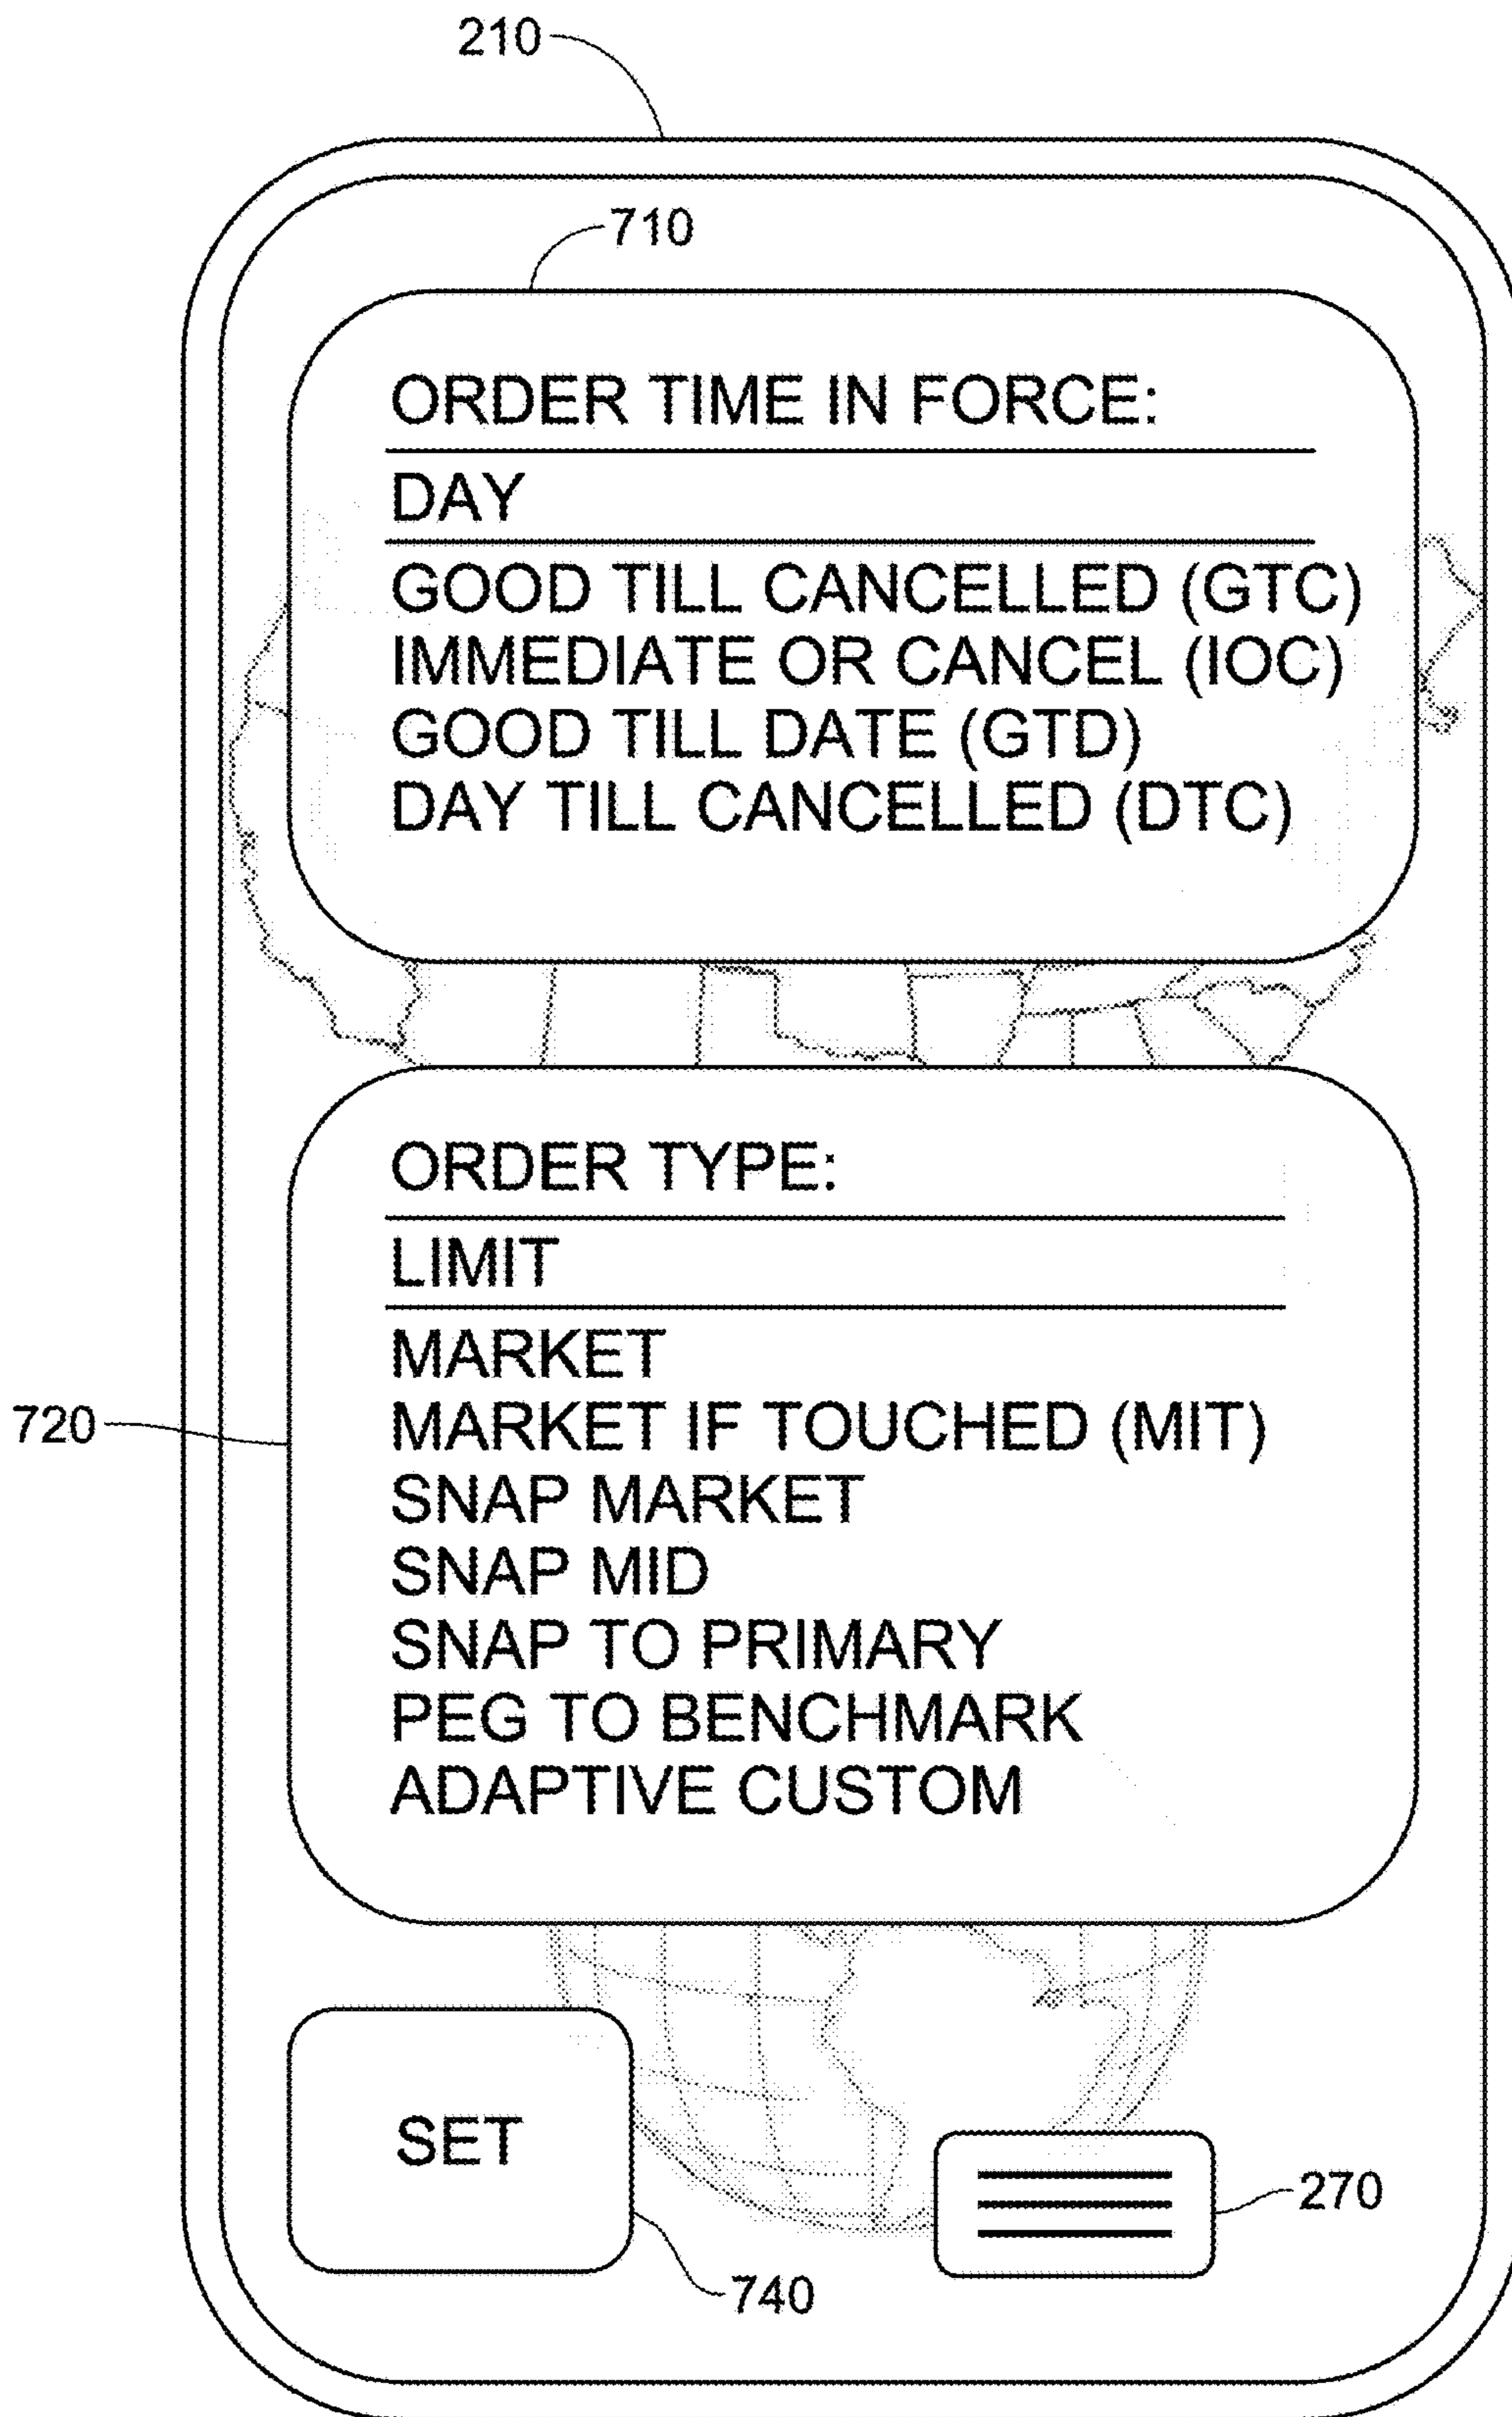 210
710
ORDER TIME IN FORCE:
DAY
GOOD TILL CANCELLED (GTC)
IMMEDIATE OR CANCEL (IOC)
GOOD TILL DATE (GTD)
DAY TILL CANCELLED (DTC)
ORDER TYPE:
LIMIT
MARKET
MARKET IF TOUCHED (MIT)
720
SNAP MARKET
SNAP MID
SNAP TO PRIMARY
PEG TO BENCHMARK
ADAPTIVE CUSTOM
SET
270
740